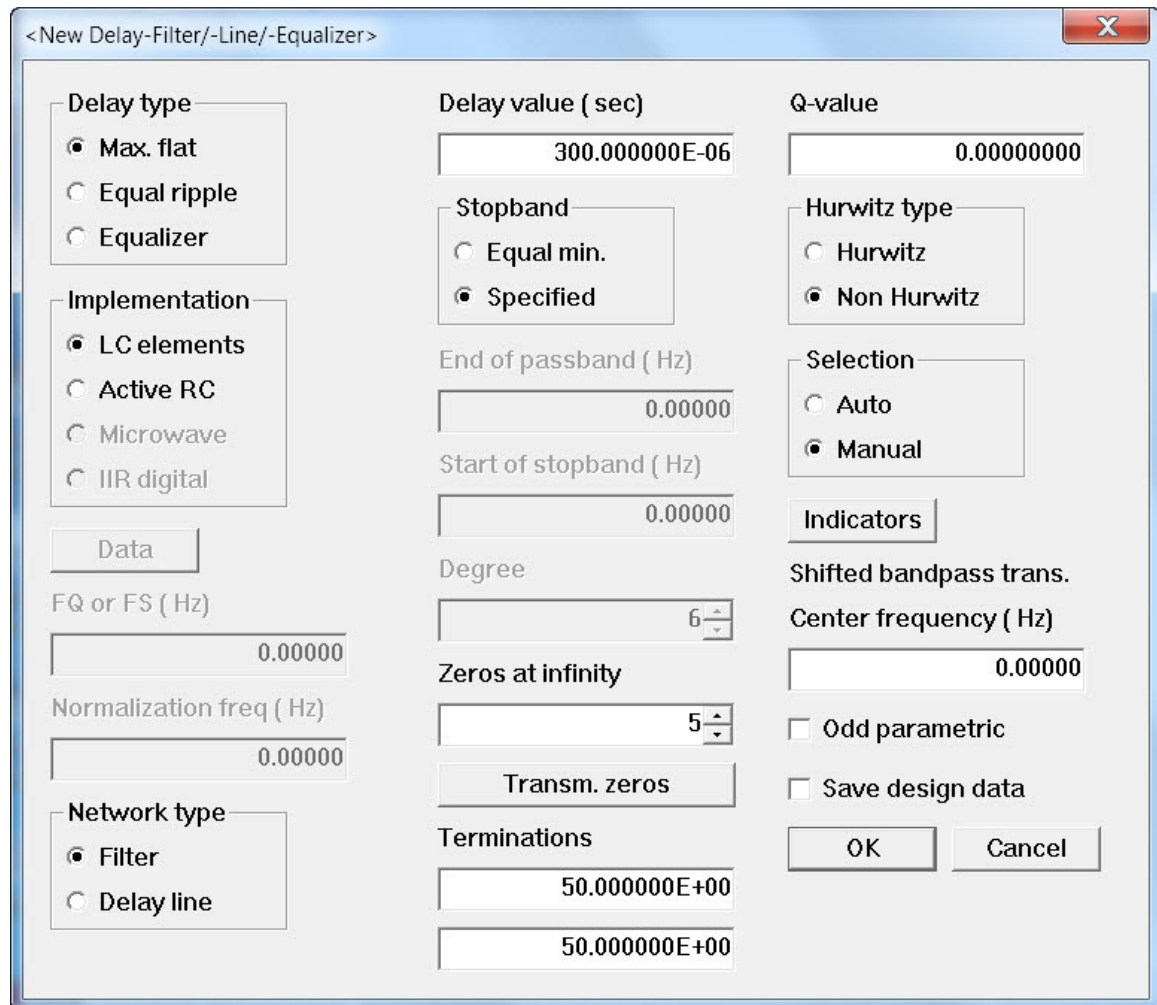 <New Delay-Filter/-Line/-Equalizer>
Delay type
Max. flat
Equal ripple
Equalizer
Implementation
LC elements
Active RC
Microwave
IIR digital
Data
FQ or FS ( Hz)
0.00000
Normalization freq ( Hz)
0.00000
Network type
Filter
Delay line
Delay value ( sec)
300.000000E-06
Stopband
Equal min.
Specified
End of passband ( Hz)
0.00000
Start of stopband ( Hz)
0.00000
Degree
6
Zeros at infinity
5
Transm. zeros
Terminations
50.000000E+00
50.000000E+00
Q-value
0.00000000
Hurwitz type
Hurwitz
Non Hurwitz
Selection
Auto
Manual
Indicators
Shifted bandpass trans.
Center frequency ( Hz)
0.00000
Odd parametric
Save design data
OK
Cancel